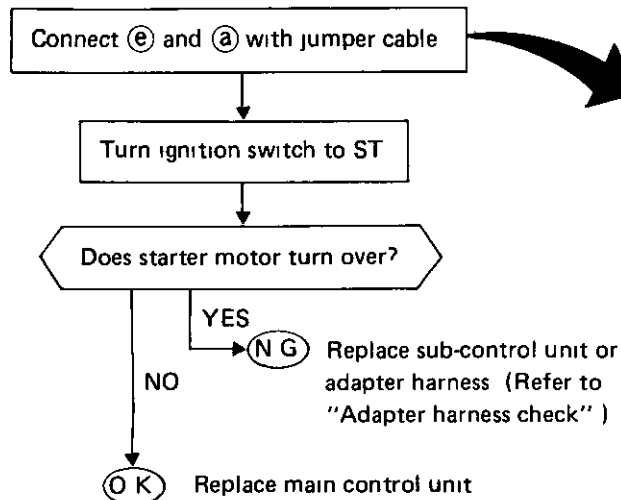 Connect ⓔ and ⓐ with jumper cable
Turn ignition switch to ST
Does starter motor turn over?
YES
NG Replace sub-control unit or
adapter harness (Refer to
"Adapter harness check" )
NO
OK Replace main control unit